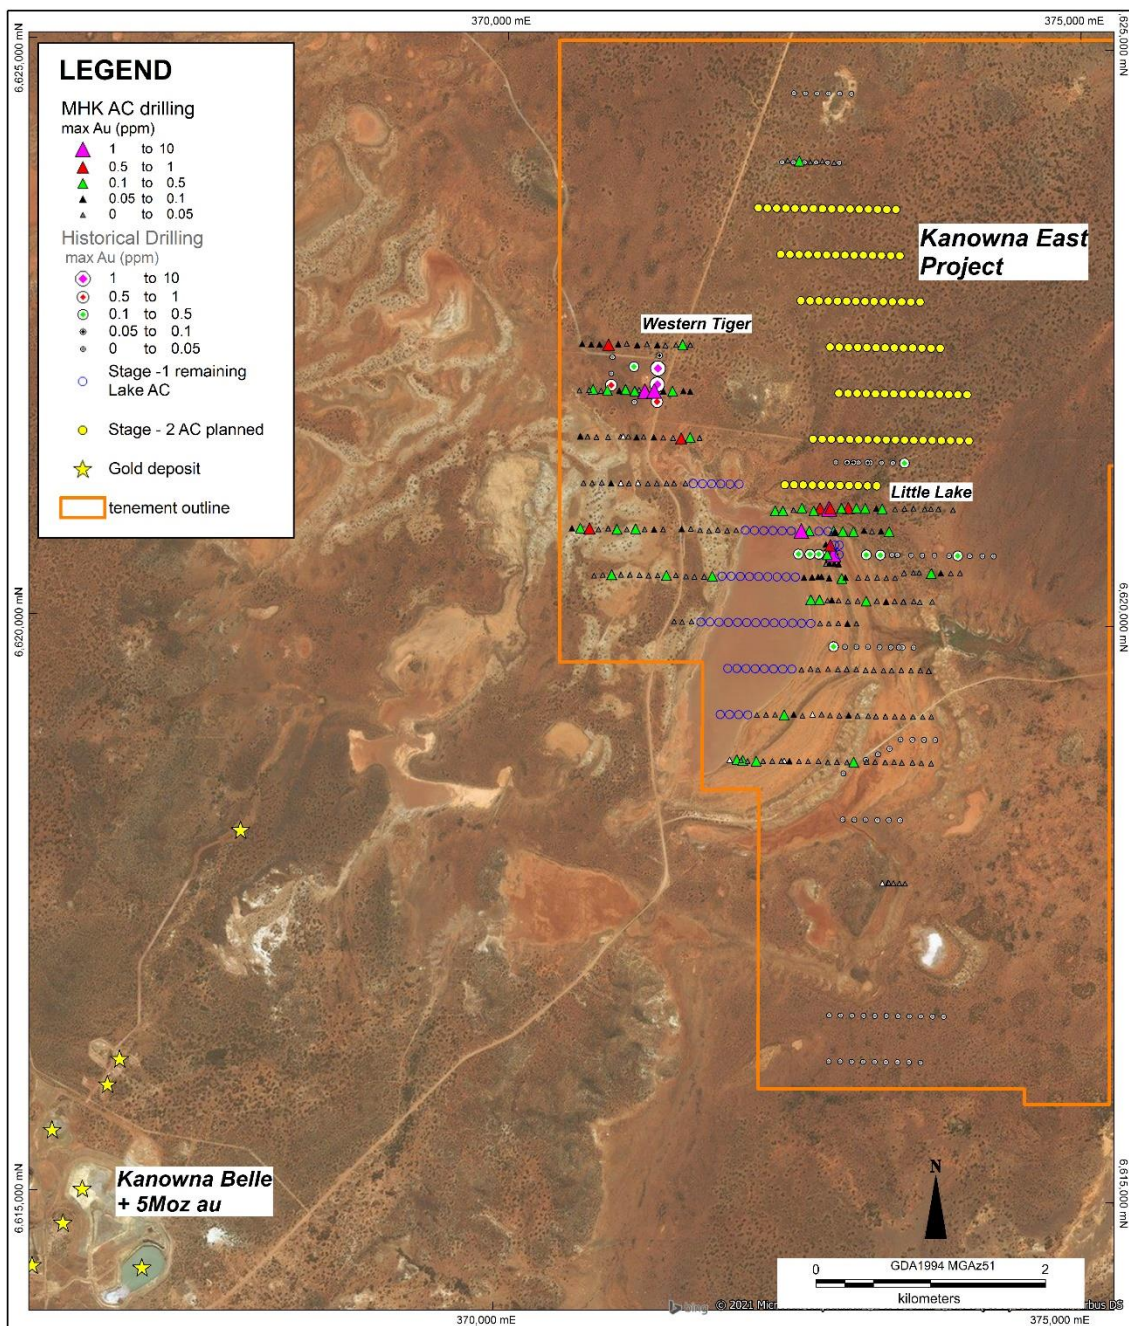 370,000 mE
375,000 mE
6,625,000 mN
LEGEND
MHK AC drilling
max Au (ppm)
1 to 10
0.5 to 1
0.1 to 0.5
0.05 to 0.1
0 to 0.05
Historical Drilling
max Au (ppm)
1 to 10
0.5 to 1
0.1 to 0.5
0.05 to 0.1
0 to 0.05
Stage -1 remaining
Lake AC
Stage - 2 AC planned
Gold deposit
tenement outline
Kanowna East
Project
Western Tiger
Little Lake
6,620,000 mN
6,620,000 mN
Kanowna Belle
+ 5Moz au
6,615,000 mN
6,615,000 mN
N
GDA1994 MGAz51
0 2
kilometers
bing © 2021
370,000 mE
375,000 mE